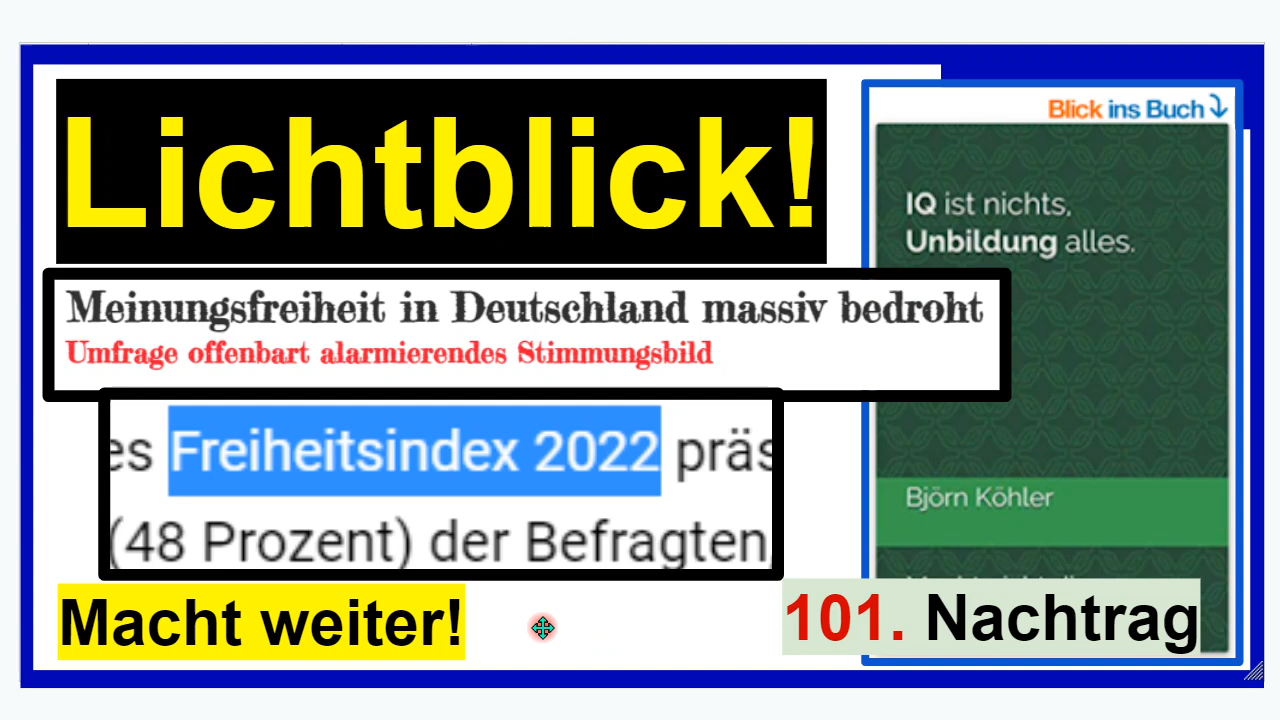 Lichtblick!
Blick ins Buch
IQ ist nichts,
Unbildung alles.
Meinungsfreiheit in Deutschland massiv bedroht
Umfrage offenbart alarmierendes Stimmungsbild
es Freiheitsindex 2022 präs
(48 Prozent) der Befragten,
Björn Köhler
Macht weiter!
101. Nachtrag